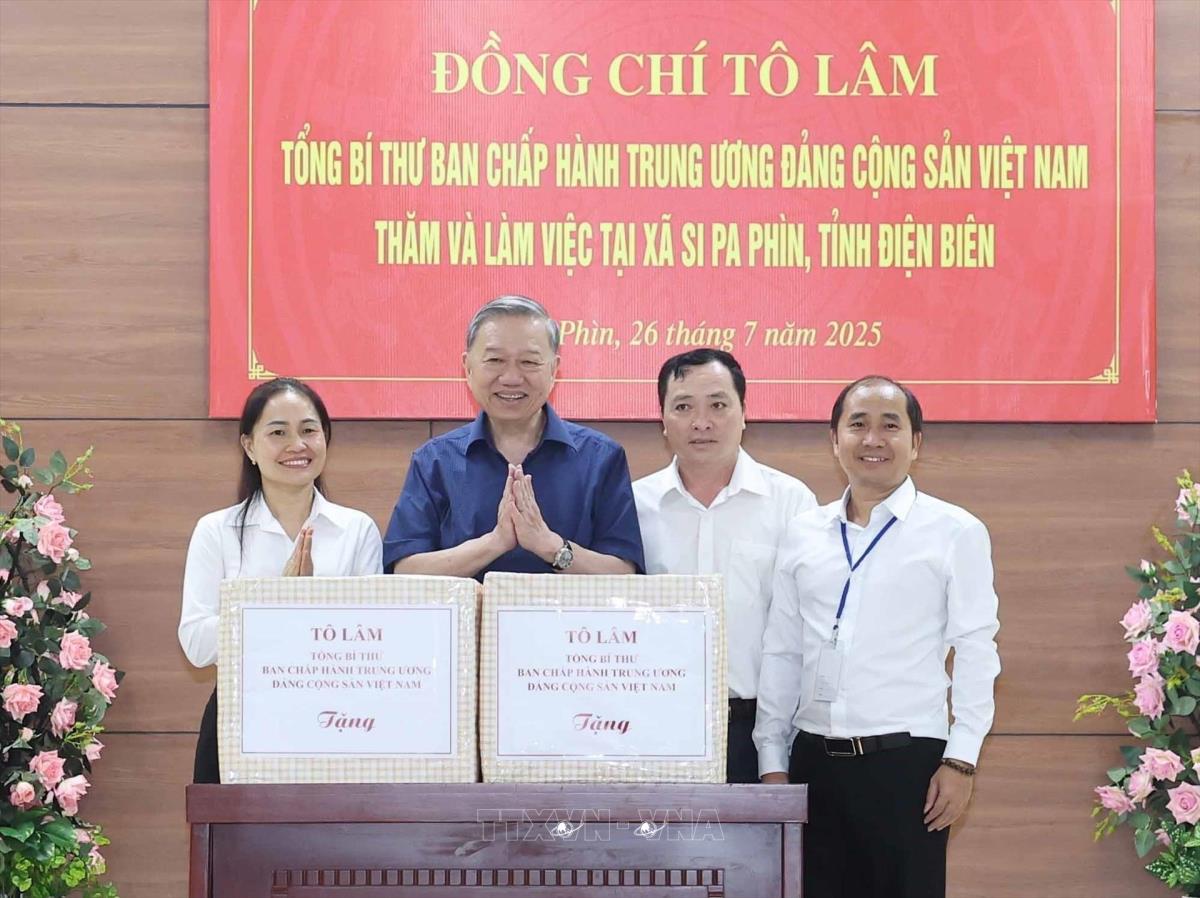 ĐỒNG CHÍ TÔ LÂM
TỔNG BÍ THƯ BAN CHẤP HÀNH TRUNG ƯƠNG ĐẢNG CỘNG SẢN VIỆT NAM
THĂM VÀ LÀM VIỆC TẠI XÃ SI PA PHÌN, TỈNH ĐIỆN BIÊN
Phìn, 26 tháng 7 năm 2025
TÔ LÂM
TỔNG BÍ THƯ
BAN CHẤP HÀNH TRUNG ƯƠNG
ĐẢNG CỘNG SẢN VIỆT NAM
Tặng
TÔ LÂM
TỔNG BÍ THƯ
BAN CHẤP HÀNH TRUNG ƯƠNG
ĐẢNG CỘNG SẢN VIỆT NAM
Tặng
TTXVN-VNA